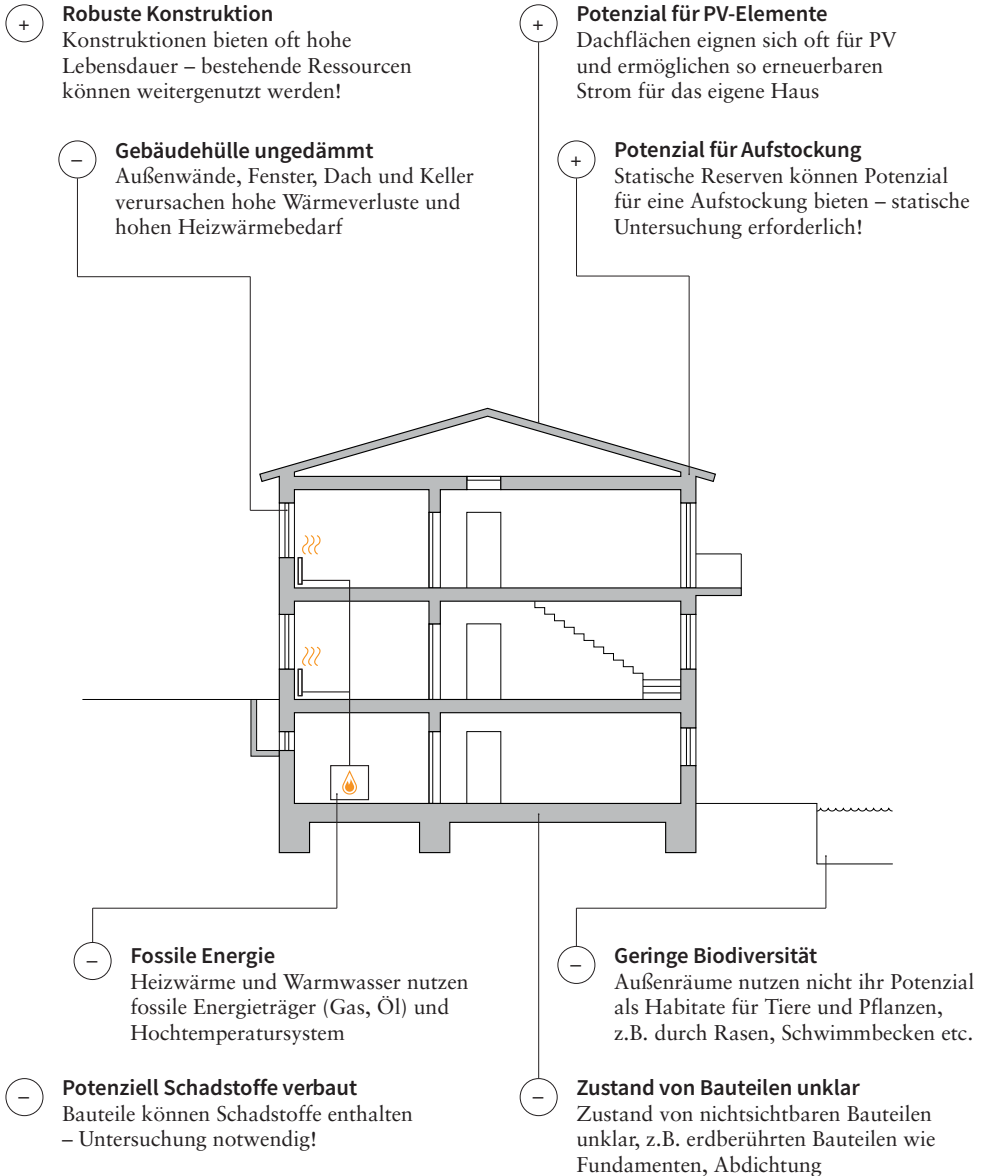 +
Robuste Konstruktion
Konstruktionen bieten oft hohe
Lebensdauer – bestehende Ressourcen
können weitergenutzt werden!
+
Potenzial für PV-Elemente
Dachflächen eignen sich oft für PV
und ermöglichen so erneuerbaren
Strom für das eigene Haus
–
Gebäudehülle ungedämmt
Außenwände, Fenster, Dach und Keller
verursachen hohe Wärmeverluste und
hohen Heizwärmebedarf
+
Potenzial für Aufstockung
Statische Reserven können Potenzial
für eine Aufstockung bieten – statische
Untersuchung erforderlich!
–
Fossile Energie
Heizwärme und Warmwasser nutzen
fossile Energieträger (Gas, Öl) und
Hochtemperatursystem
–
Geringe Biodiversität
Außenräume nutzen nicht ihr Potenzial
als Habitate für Tiere und Pflanzen,
z.B. durch Rasen, Schwimmbecken etc.
–
Potenziell Schadstoffe verbaut
Bauteile können Schadstoffe enthalten
– Untersuchung notwendig!
–
Zustand von Bauteilen unklar
Zustand von nichtsichtbaren Bauteilen
unklar, z.B. erdberührten Bauteilen wie
Fundamenten, Abdichtung